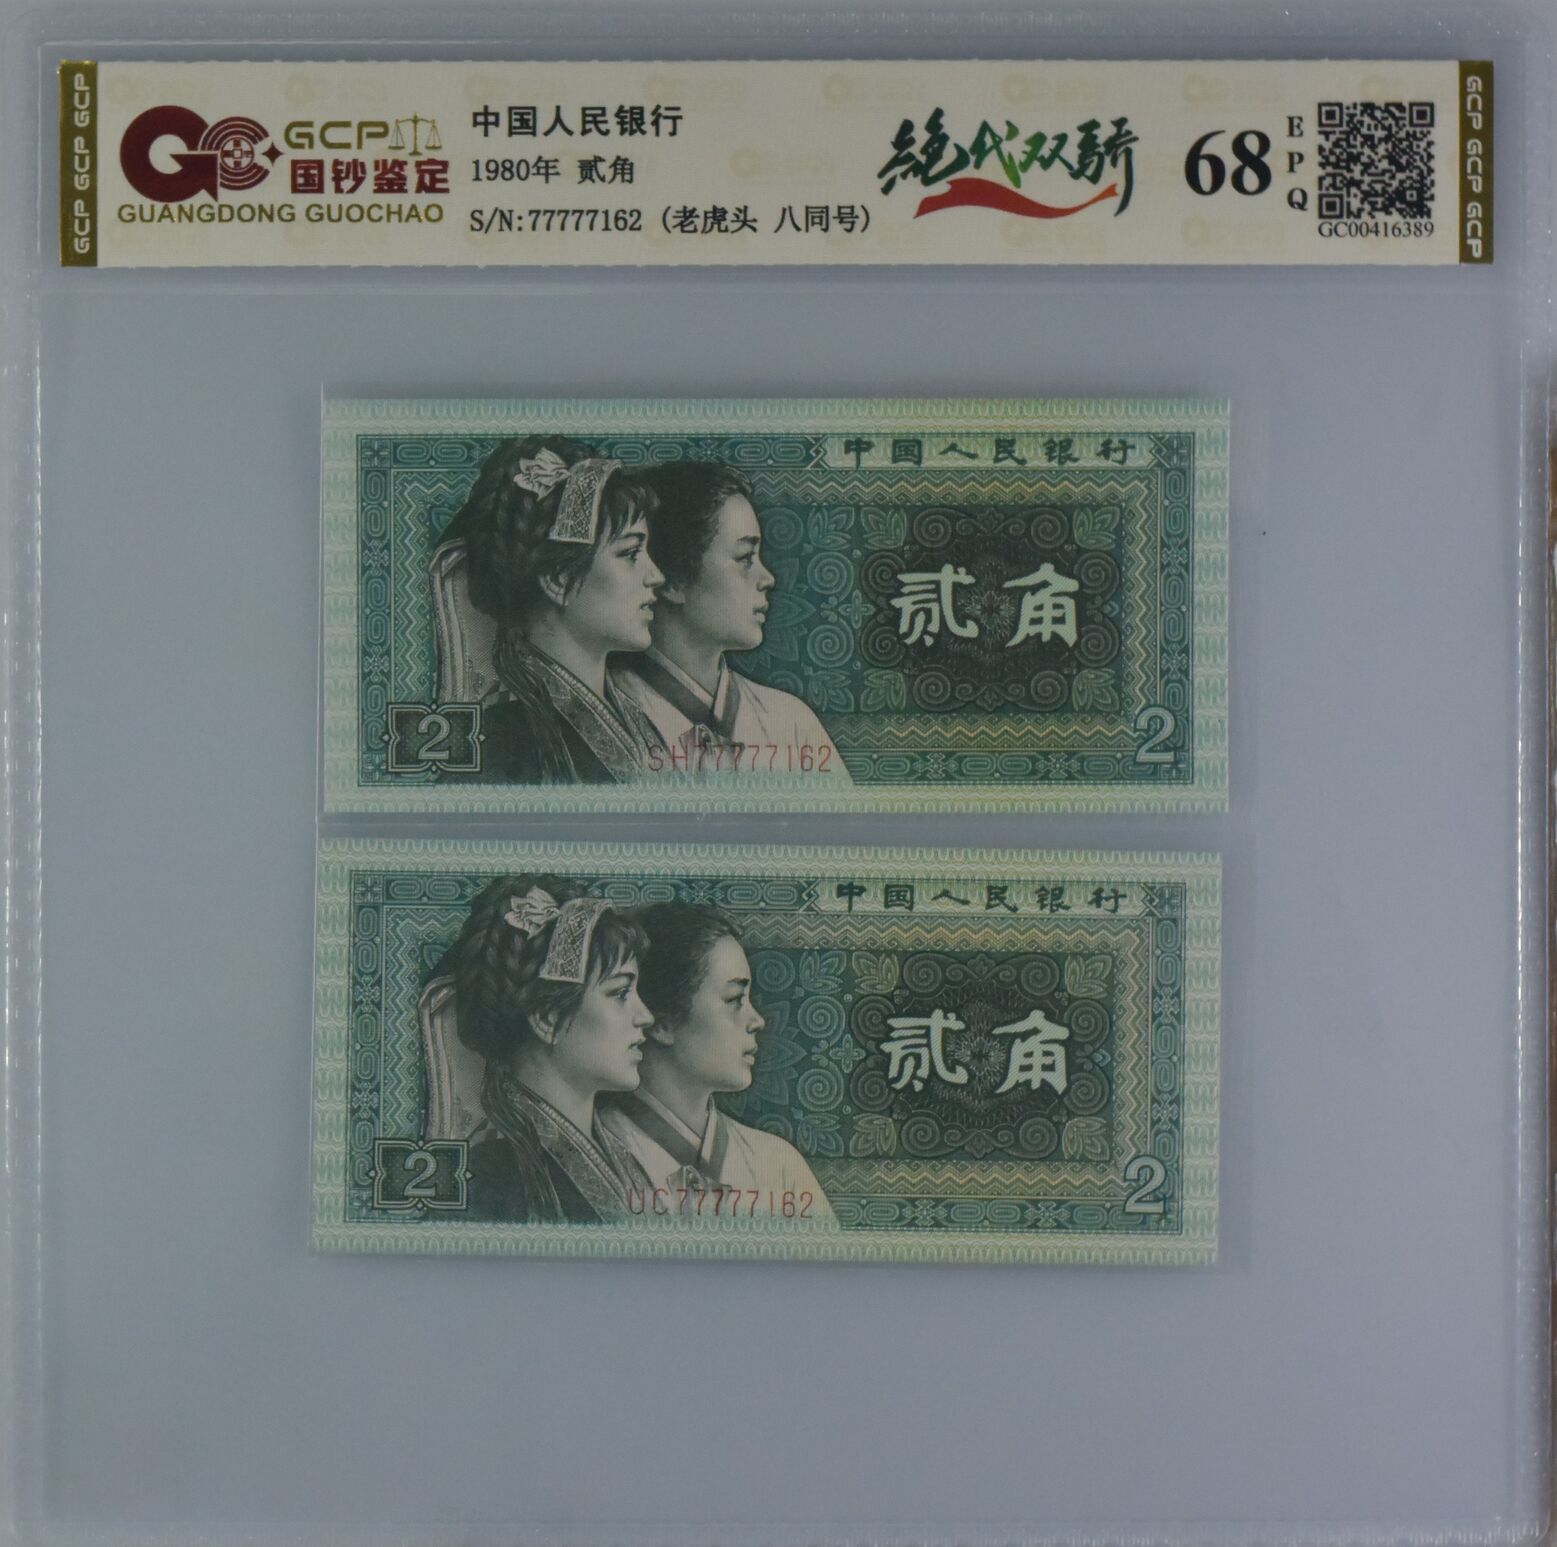 GCP GCP GCP
GCP
国钞鉴定
GUANGDONG GUOCHAO
中国人民银行
1980年 贰角
S/N:77777162 (老虎头 八同号)
绝代双骄
68
EPQ
GC00416389
GCP GCP GCP
中国人民银行
贰角
2
SH77777162
2
中国人民银行
贰角
2
UC77777162
2